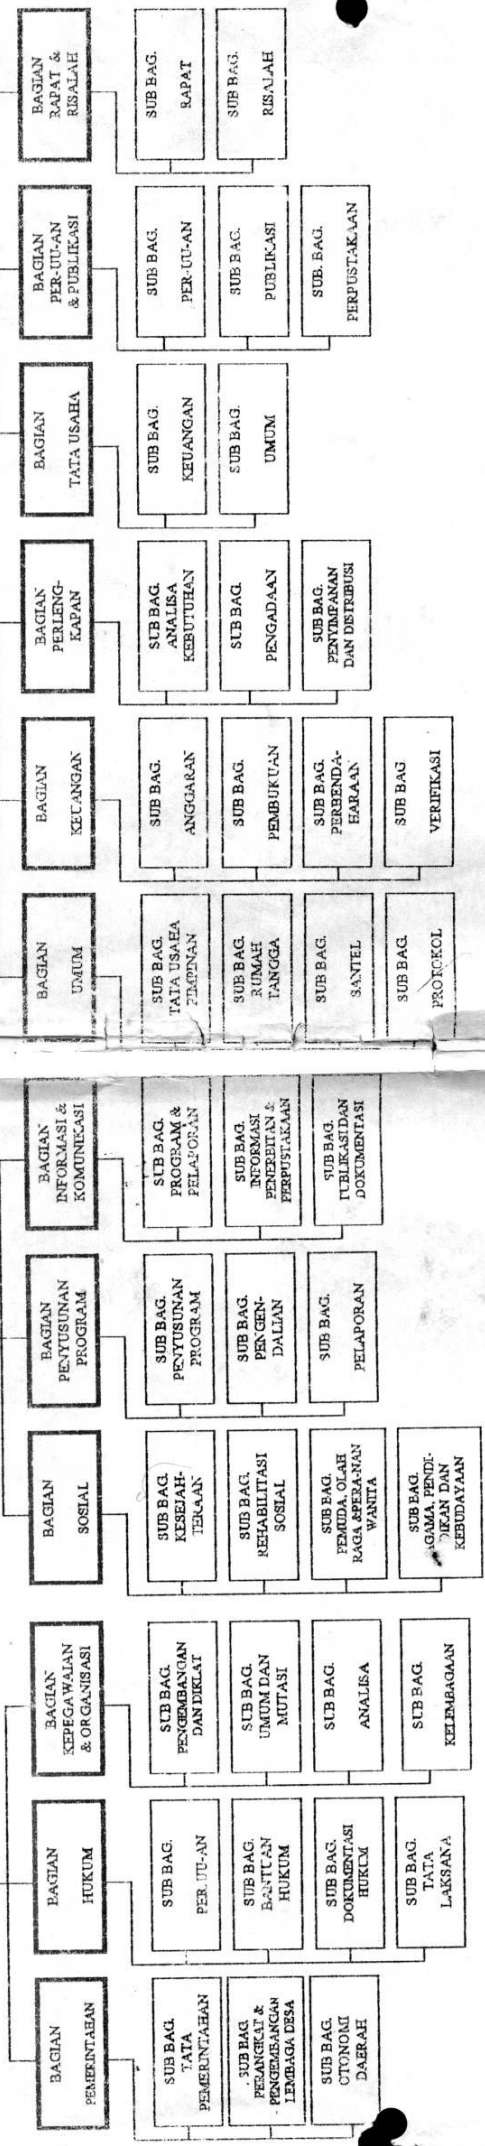 BAGIAN
PEMERINTAHAN
SUB BAG.
TATA
PEMERINTAHAN
SUB BAG.
PERANGKAT &
PENGEMBANGAN
LEMBAGA DESA
SUB BAG.
OTONOMI
DAERAH
BAGIAN
HUKUM
SUB BAG.
PER.UU-AN
SUB BAG.
BANTUAN
HUKUM
SUB BAG.
DOKUMENTASI
HUKUM
SUB BAG.
TATA
LAKSANA
BAGIAN
KEPEGAWAIAN
& ORGANISASI
SUB BAG.
PENGEMBANGAN
DAN DIKLAT
SUB BAG.
UMUM DAN
MUTASI
SUB BAG.
ANALISA
SUB BAG.
KELEMBAGAAN
BAGIAN
SOSIAL
SUB BAG.
KESEJAH-
TERAAN
SUB BAG.
REHABILITASI
SOSIAL
SUB BAG.
PEMUDA, OLAH
RAGA &PERA-NAN
WANITA
SUB BAG.
AGAMA, PENDI-
DIKAN DAN
KEBUDAYAAN
BAGIAN
PENYUSUNAN
PROGRAM
SUB BAG.
PENYUSUNAN
PROGRAM
SUB BAG.
PENGEN-
DALIAN
SUB BAG.
PELAPORAN
BAGIAN
INFORMASI &
KOMUNIKASI
SUB BAG.
PROGRAM &
PELAPORAN
SUB BAG.
INFORMASI
PENERBITAN &
PERPUSTAKAAN
SUB BAG.
PUBLIKASI DAN
DOKUMENTASI
BAGIAN
UMUM
SUB BAG.
TATA USAHA
PIMPINAN
SUB BAG.
RUMAH
TANGGA
SUB BAG.
SANTEL
SUB BAG.
PROTOKOL
BAGIAN
KEUANGAN
SUB BAG.
ANGGARAN
SUB BAG.
PEMBUKUAN
SUB BAG.
PERBENDA-
HARAAN
SUB BAG.
VERIFIKASI
BAGIAN
PERLENG-
KAPAN
SUB BAG.
ANALISA
KEBUTUHAN
SUB BAG.
PENGADAAN
SUB BAG.
PENYIMPANAN
DAN DISTRIBUSI
BAGIAN
TATA USAHA
SUB BAG.
KEUANGAN
SUB BAG.
UMUM
BAGIAN
PER-UU-AN
& PUBLIKASI
SUB BAG.
PER-UU-AN
SUB BAG.
PUBLIKASI
SUB. BAG.
PERPUSTAKAAN
BAGIAN
RAPAT &
RISALAH
SUB BAG.
RAPAT
SUB BAG.
RISALAH